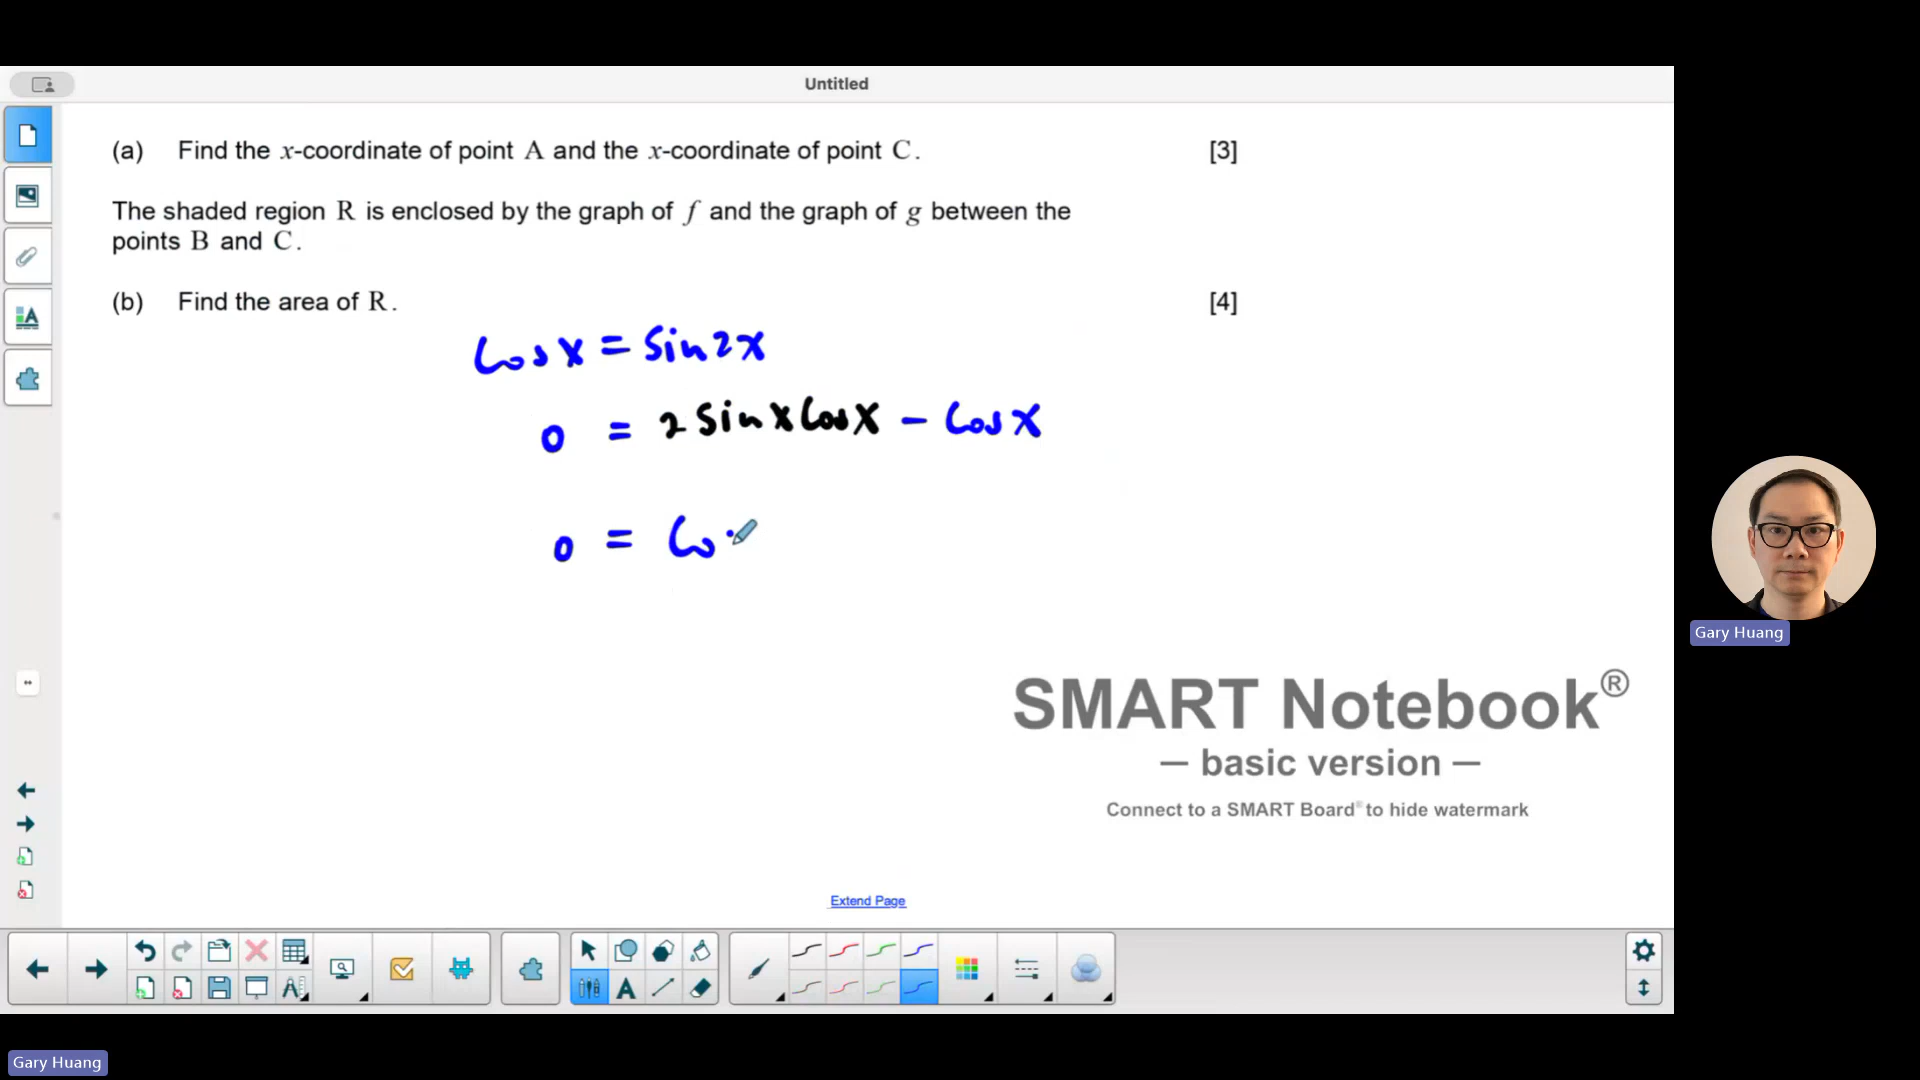 Untitled
(a) Find the x-coordinate of point A and the x-coordinate of point C. [3]
The shaded region R is enclosed by the graph of f and the graph of g between the
points B and C.
(b) Find the area of R. [4]
Cos x = Sin 2x
0 = 2 Sin x Cos x - Cos x
0 = Co
Gary Huang
SMART Notebook®
— basic version —
Connect to a SMART Board® to hide watermark
Extend Page
Gary Huang